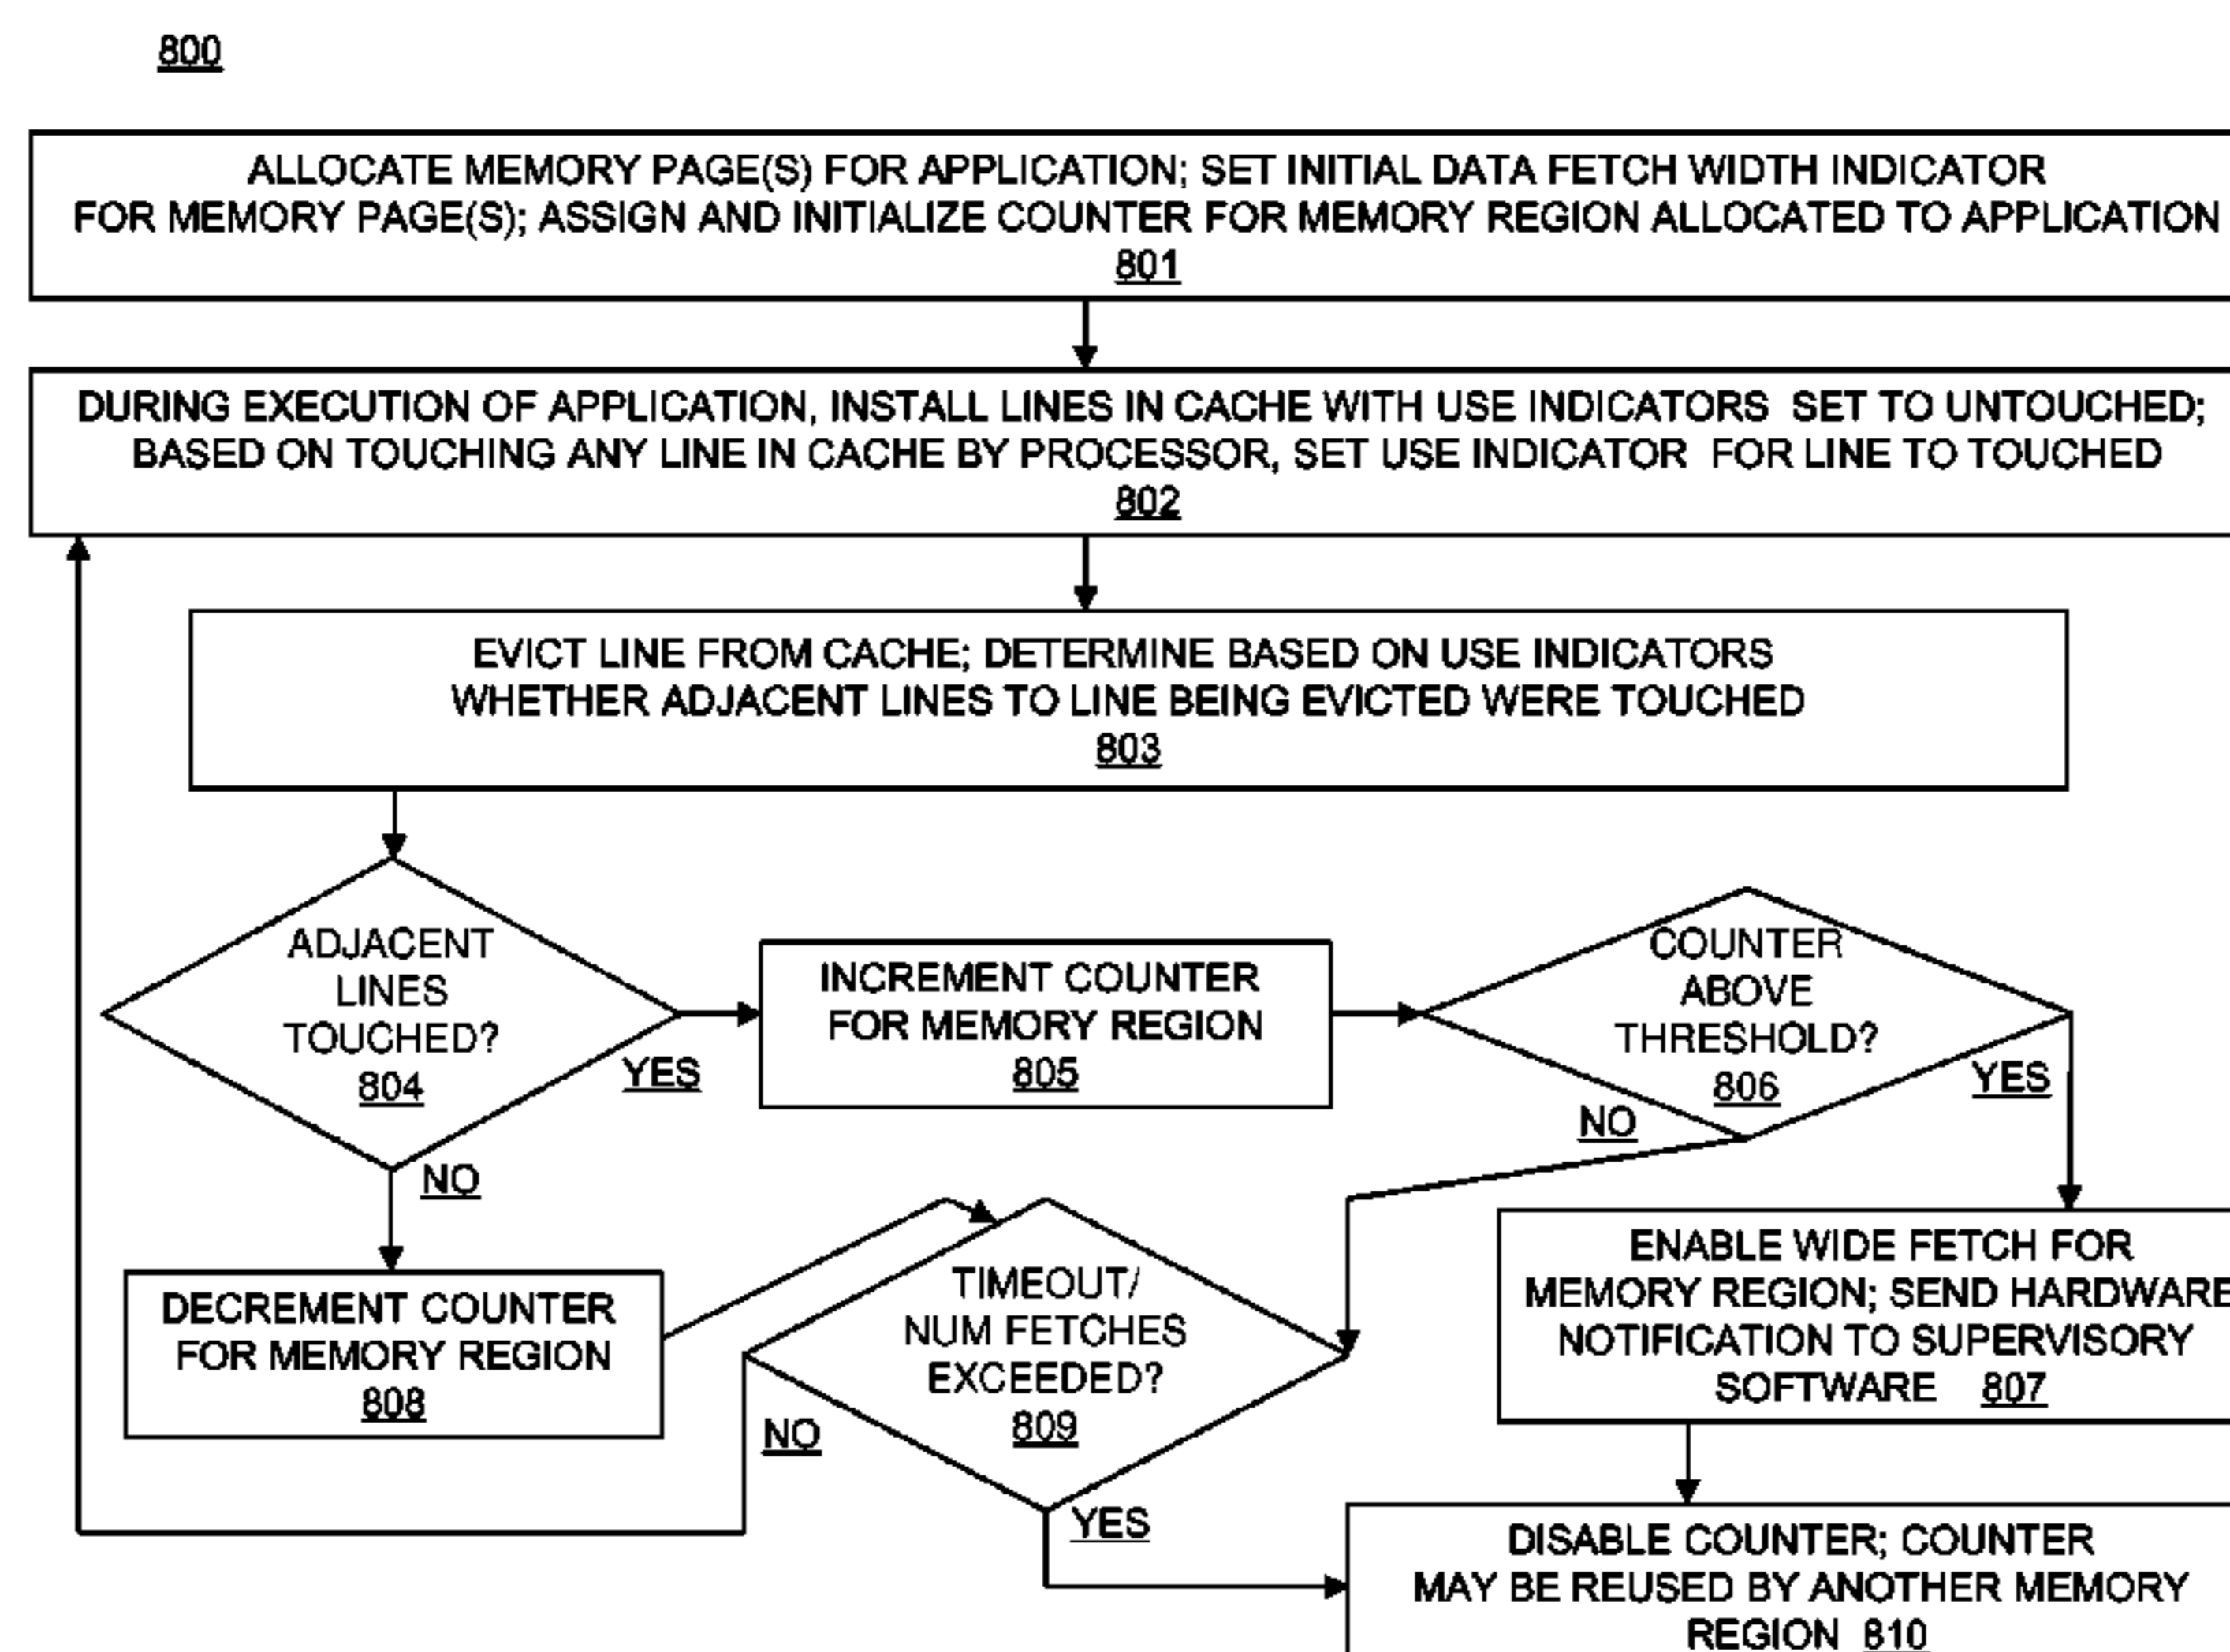 800
ALLOCATE MEMORY PAGE(S) FOR APPLICATION; SET INITIAL DATA FETCH WIDTH INDICATOR
FOR MEMORY PAGE(S); ASSIGN AND INITIALIZE COUNTER FOR MEMORY REGION ALLOCATED TO APPLICATION
801
DURING EXECUTION OF APPLICATION, INSTALL LINES IN CACHE WITH USE INDICATORS SET TO UNTOUCHED;
BASED ON TOUCHING ANY LINE IN CACHE BY PROCESSOR, SET USE INDICATOR FOR LINE TO TOUCHED
802
EVICT LINE FROM CACHE; DETERMINE BASED ON USE INDICATORS
WHETHER ADJACENT LINES TO LINE BEING EVICTED WERE TOUCHED
803
ADJACENT
LINES
TOUCHED?
804
YES
NO
INCREMENT COUNTER
FOR MEMORY REGION
805
COUNTER
ABOVE
THRESHOLD?
806
NO
YES
DECREMENT COUNTER
FOR MEMORY REGION
808
TIMEOUT/
NUM FETCHES
EXCEEDED?
809
NO
YES
ENABLE WIDE FETCH FOR
MEMORY REGION; SEND HARDWARE
NOTIFICATION TO SUPERVISORY
SOFTWARE 807
DISABLE COUNTER; COUNTER
MAY BE REUSED BY ANOTHER MEMORY
REGION 810